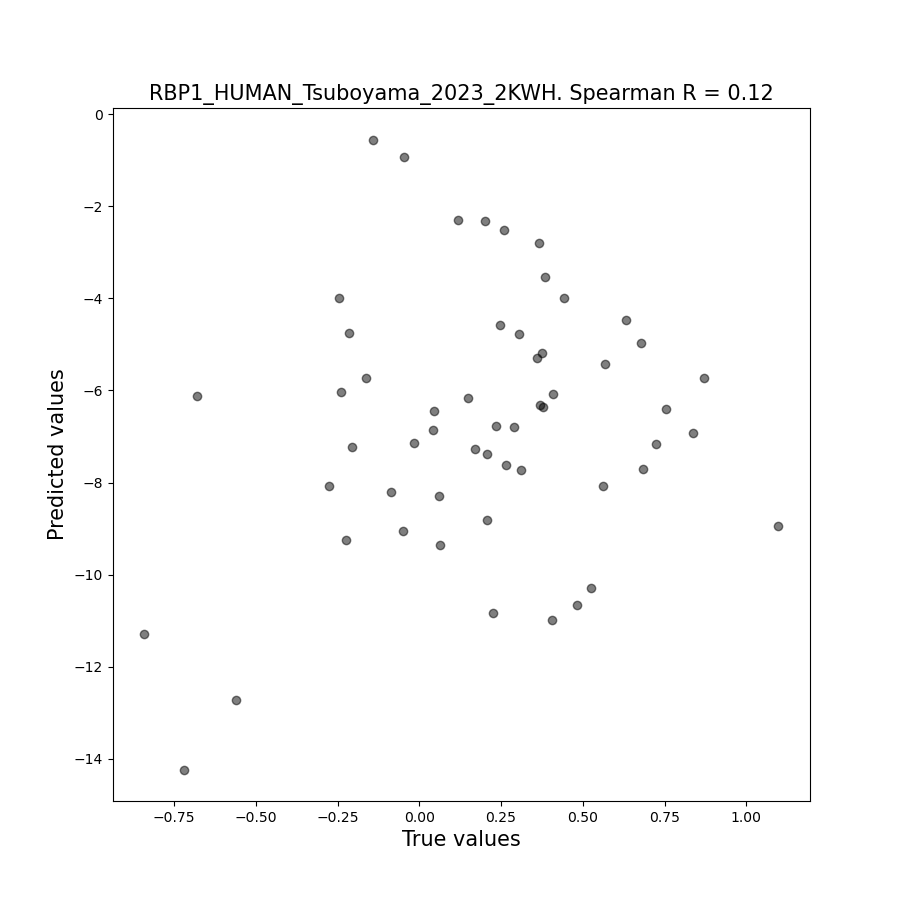 RBP1_HUMAN_Tsuboyama_2023_2KWH. Spearman R = 0.12
0
−2
−4
−6
−8
−10
−12
−14
Predicted values
−0.75 −0.50 −0.25 0.00 0.25 0.50 0.75 1.00
True values